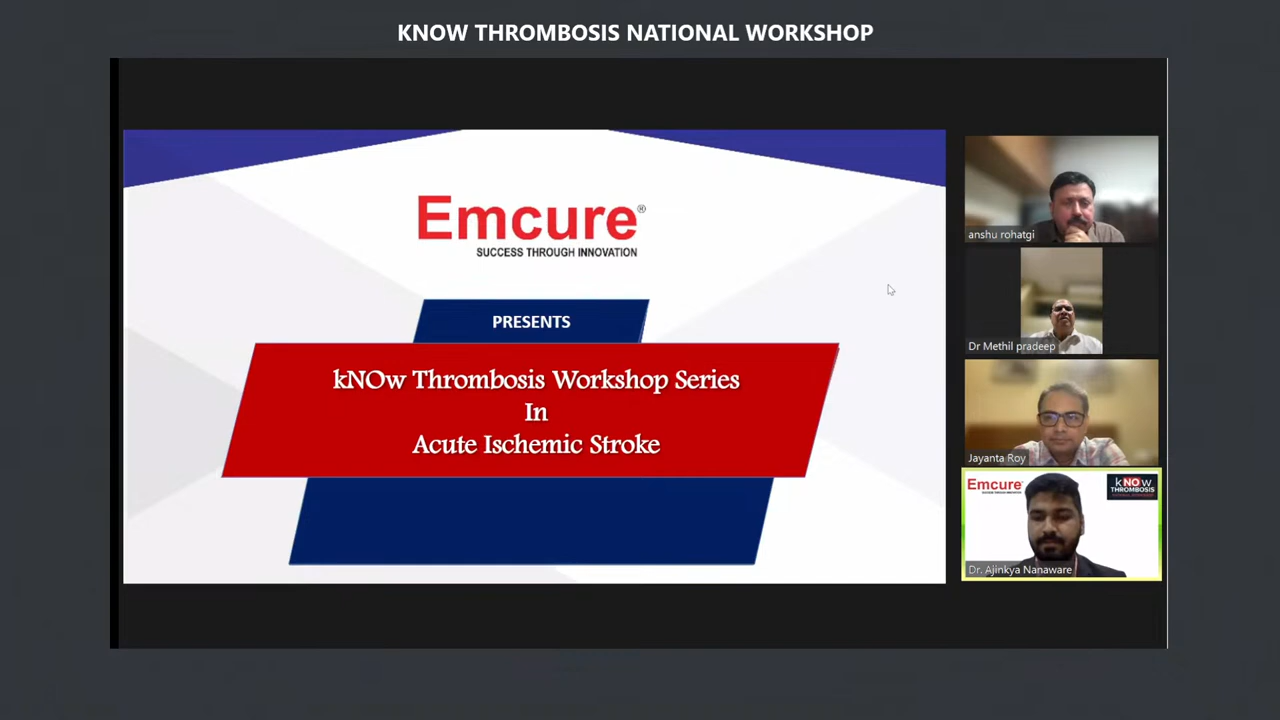 KNOW THROMBOSIS NATIONAL WORKSHOP
Emcure®
SUCCESS THROUGH INNOVATION
PRESENTS
kNOw Thrombosis Workshop Series
In
Acute Ischemic Stroke
anshu rohatgi
Dr Methil pradeep
Jayanta Roy
Emcure
kNOw
THROMBOSIS
Dr. Ajinkya Nanaware